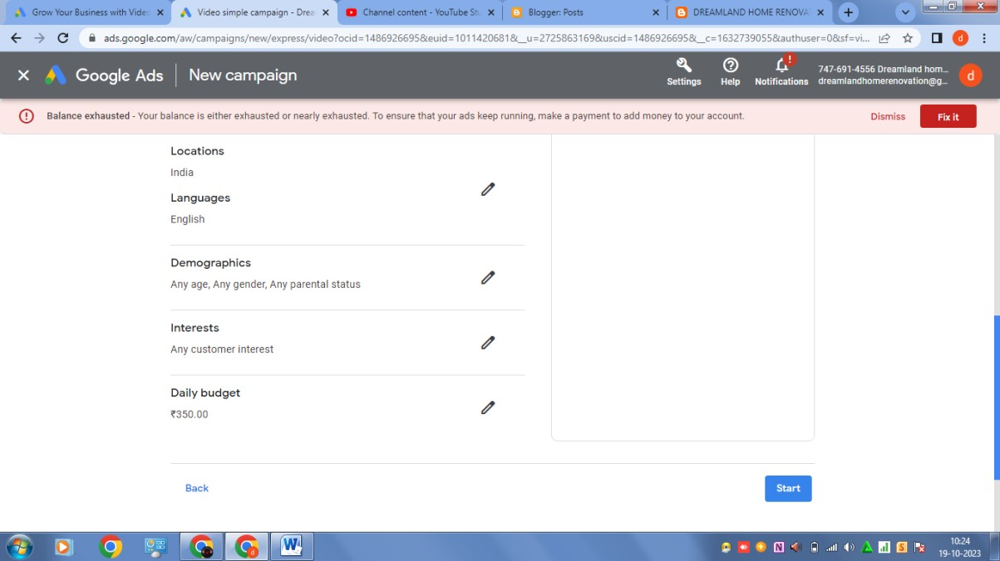 Grow Your Business with Video
Video simple campaign - Drea
Channel content - YouTube Stu
Blogger: Posts
DREAMLAND HOME RENOVA
ads.google.com/aw/campaigns/new/express/video?ocid=1486926695&euid=1011420681&__u=2725863169&uscid=1486926695&__c=1632739055&authuser=0&sf=vi...
d
Google Ads
New campaign
Settings
Help
Notifications
747-691-4556 Dreamland hom...
dreamlandhomerenovation@g...
d
Balance exhausted - Your balance is either exhausted or nearly exhausted. To ensure that your ads keep running, make a payment to add money to your account.
Dismiss
Fix it
Locations
India
Languages
English
Demographics
Any age, Any gender, Any parental status
Interests
Any customer interest
Daily budget
₹350.00
Back
Start
10:24
19-10-2023